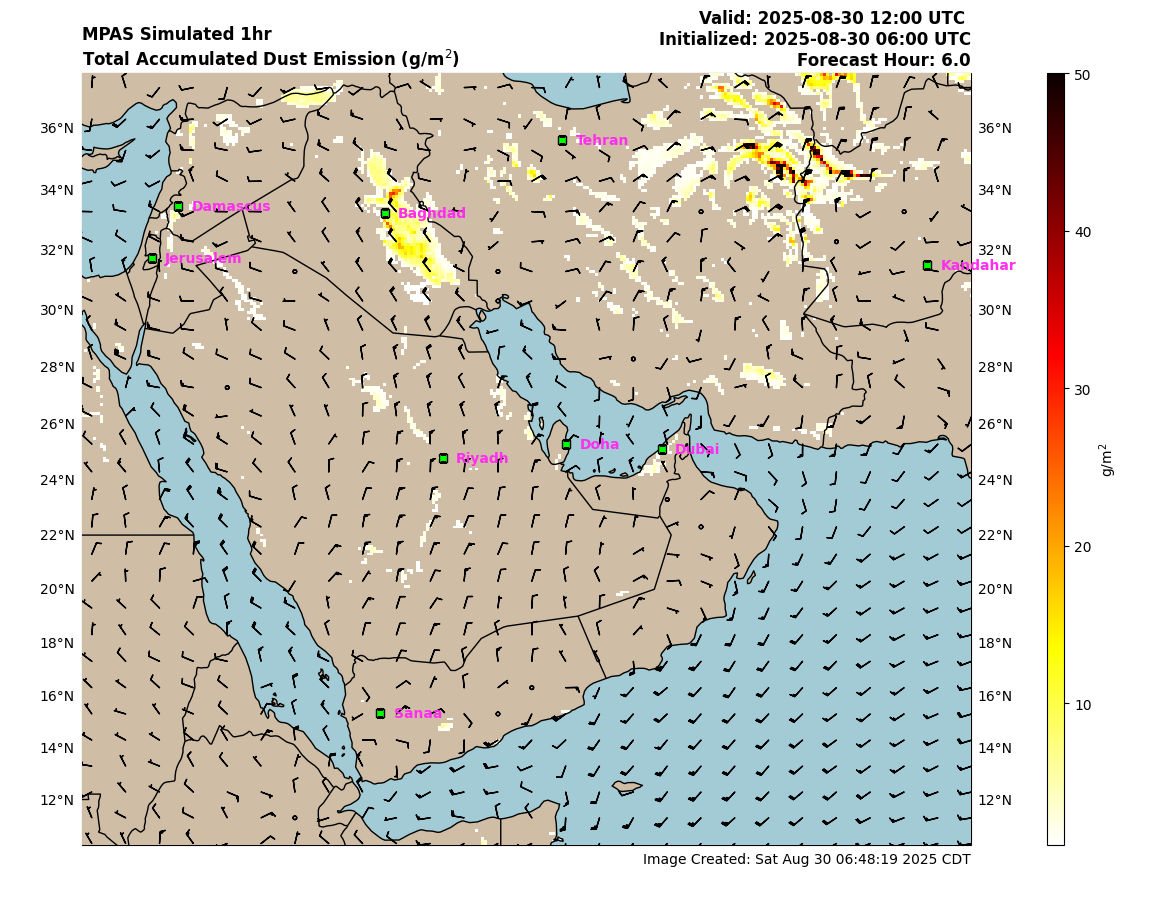 MPAS Simulated 1hr
Total Accumulated Dust Emission (g/m²)
Valid: 2025-08-30 12:00 UTC
Initialized: 2025-08-30 06:00 UTC
Forecast Hour: 6.0
36°N
34°N
32°N
30°N
28°N
26°N
24°N
22°N
20°N
18°N
16°N
14°N
12°N
Tehran
Damascus
Baghdad
Jerusalem
Kandahar
Doha
Dubai
Riyadh
Sanaa
36°N
34°N
32°N
30°N
28°N
26°N
24°N
22°N
20°N
18°N
16°N
14°N
12°N
50
40
30
20
10
g/m²
Image Created: Sat Aug 30 06:48:19 2025 CDT